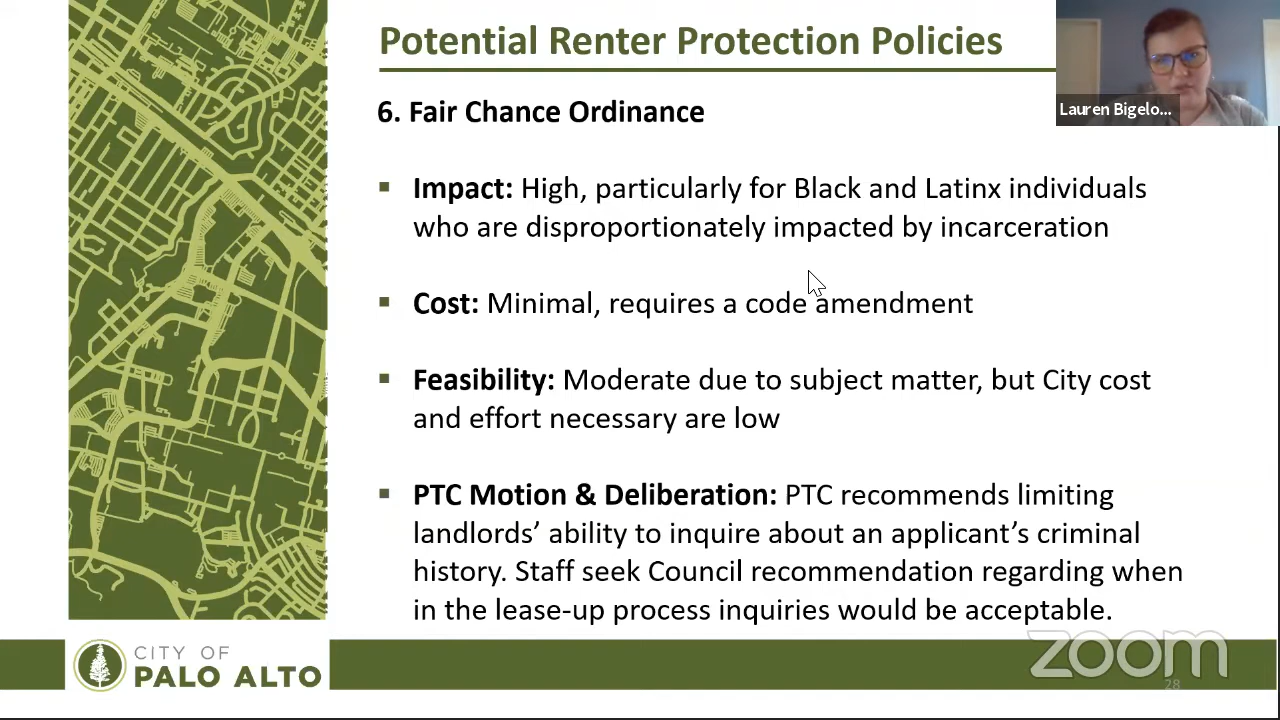 Potential Renter Protection Policies
Lauren Bigelo...
6. Fair Chance Ordinance
▪ Impact: High, particularly for Black and Latinx individuals
who are disproportionately impacted by incarceration
▪ Cost: Minimal, requires a code amendment
▪ Feasibility: Moderate due to subject matter, but City cost
and effort necessary are low
▪ PTC Motion & Deliberation: PTC recommends limiting
landlords’ ability to inquire about an applicant’s criminal
history. Staff seek Council recommendation regarding when
in the lease-up process inquiries would be acceptable.
CITY OF
PALO ALTO
zoom
28